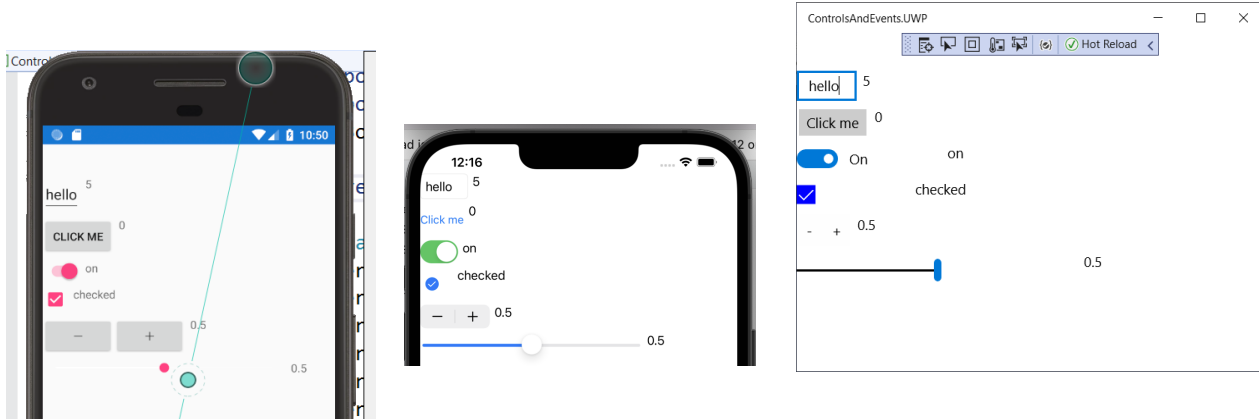 Control
10:50
hello 5
CLICK ME 0
on
checked
- + 0.5
0.5
12:16
hello 5
Click me 0
on
checked
- + 0.5
0.5
ControlsAndEvents.UWP
Hot Reload
hello 5
Click me 0
On on
checked
- + 0.5
0.5